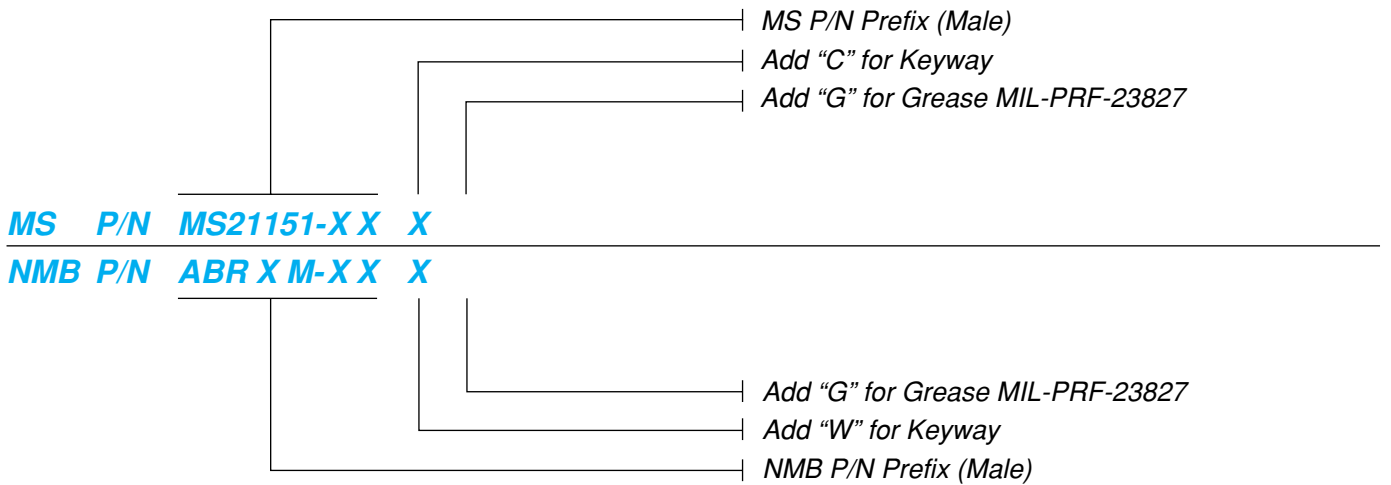 MS P/N Prefix (Male)
Add “C” for Keyway
Add “G” for Grease MIL-PRF-23827
MS P/N MS21151-X X X
NMB P/N ABR X M-X X X
Add “G” for Grease MIL-PRF-23827
Add “W” for Keyway
NMB P/N Prefix (Male)